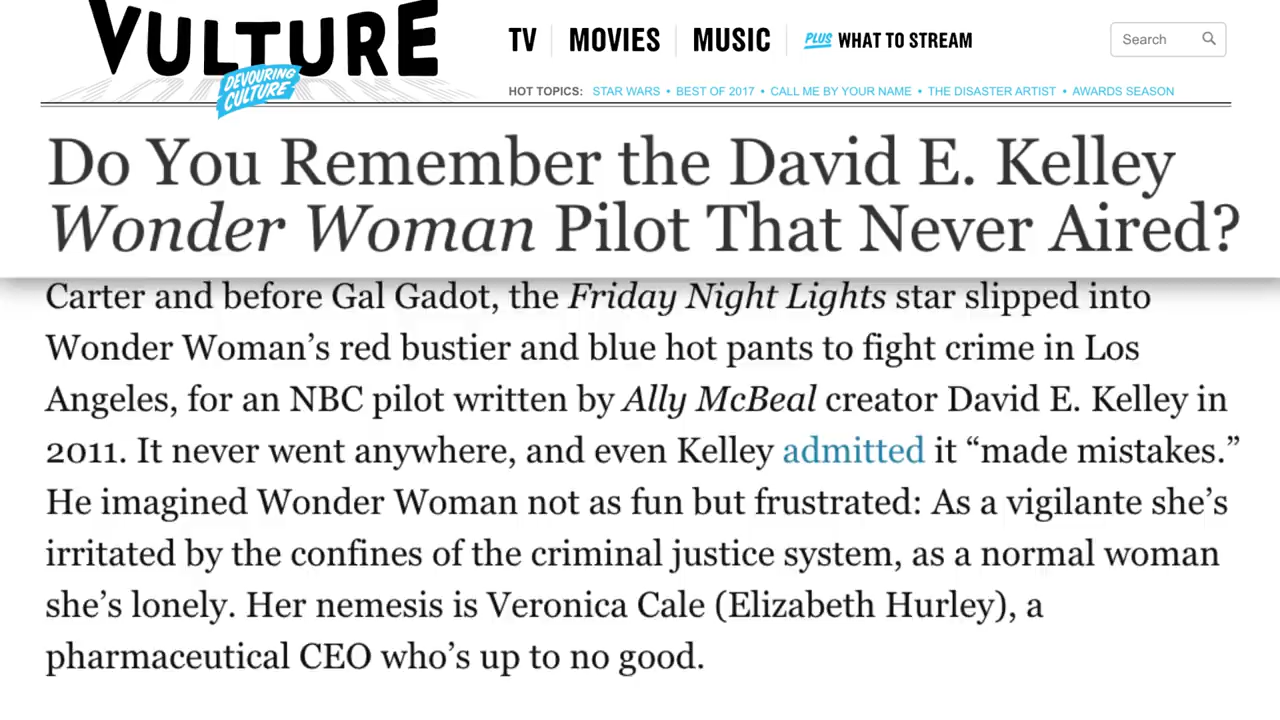 VULTURE
DEVOURING
CULTURE
TV MOVIES MUSIC PLUS WHAT TO STREAM
Search
HOT TOPICS: STAR WARS • BEST OF 2017 • CALL ME BY YOUR NAME • THE DISASTER ARTIST • AWARDS SEASON
Do You Remember the David E. Kelley
Wonder Woman Pilot That Never Aired?
Carter and before Gal Gadot, the Friday Night Lights star slipped into
Wonder Woman’s red bustier and blue hot pants to fight crime in Los
Angeles, for an NBC pilot written by Ally McBeal creator David E. Kelley in
2011. It never went anywhere, and even Kelley admitted it “made mistakes.”
He imagined Wonder Woman not as fun but frustrated: As a vigilante she’s
irritated by the confines of the criminal justice system, as a normal woman
she’s lonely. Her nemesis is Veronica Cale (Elizabeth Hurley), a
pharmaceutical CEO who’s up to no good.